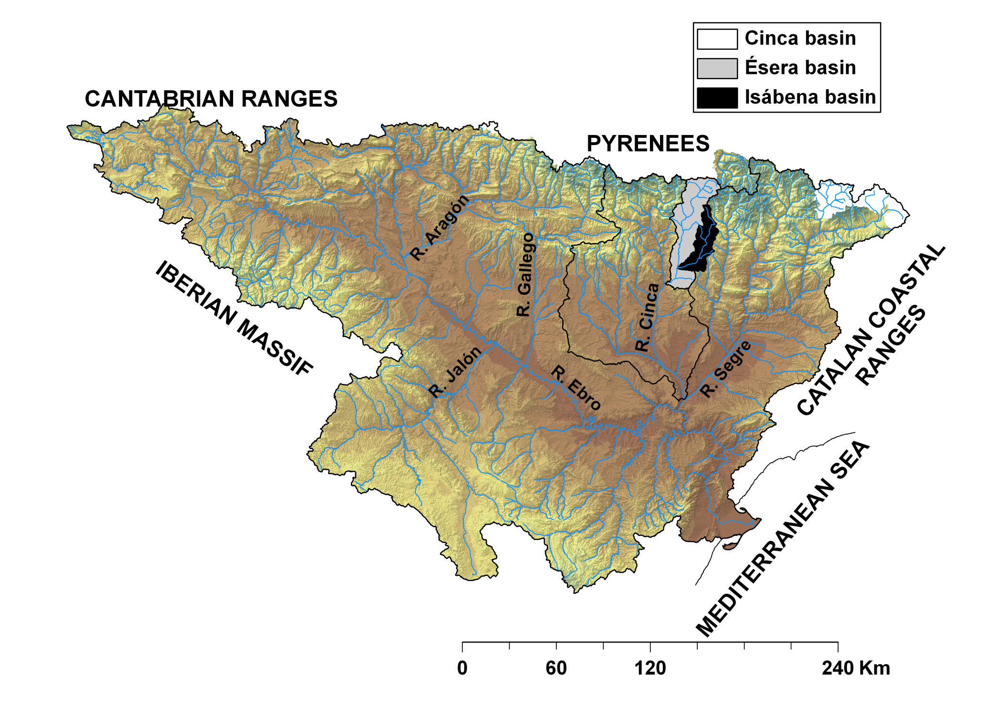 Cinca basin
Ésera basin
Isábena basin
CANTABRIAN RANGES
PYRENEES
R. Aragón
R. Gallego
IBERIAN MASSIF
R. Cinca
R. Jalón
R. Ebro
R. Segre
CATALAN COASTAL
RANGES
MEDITERRANEAN SEA
0 60 120 240 Km